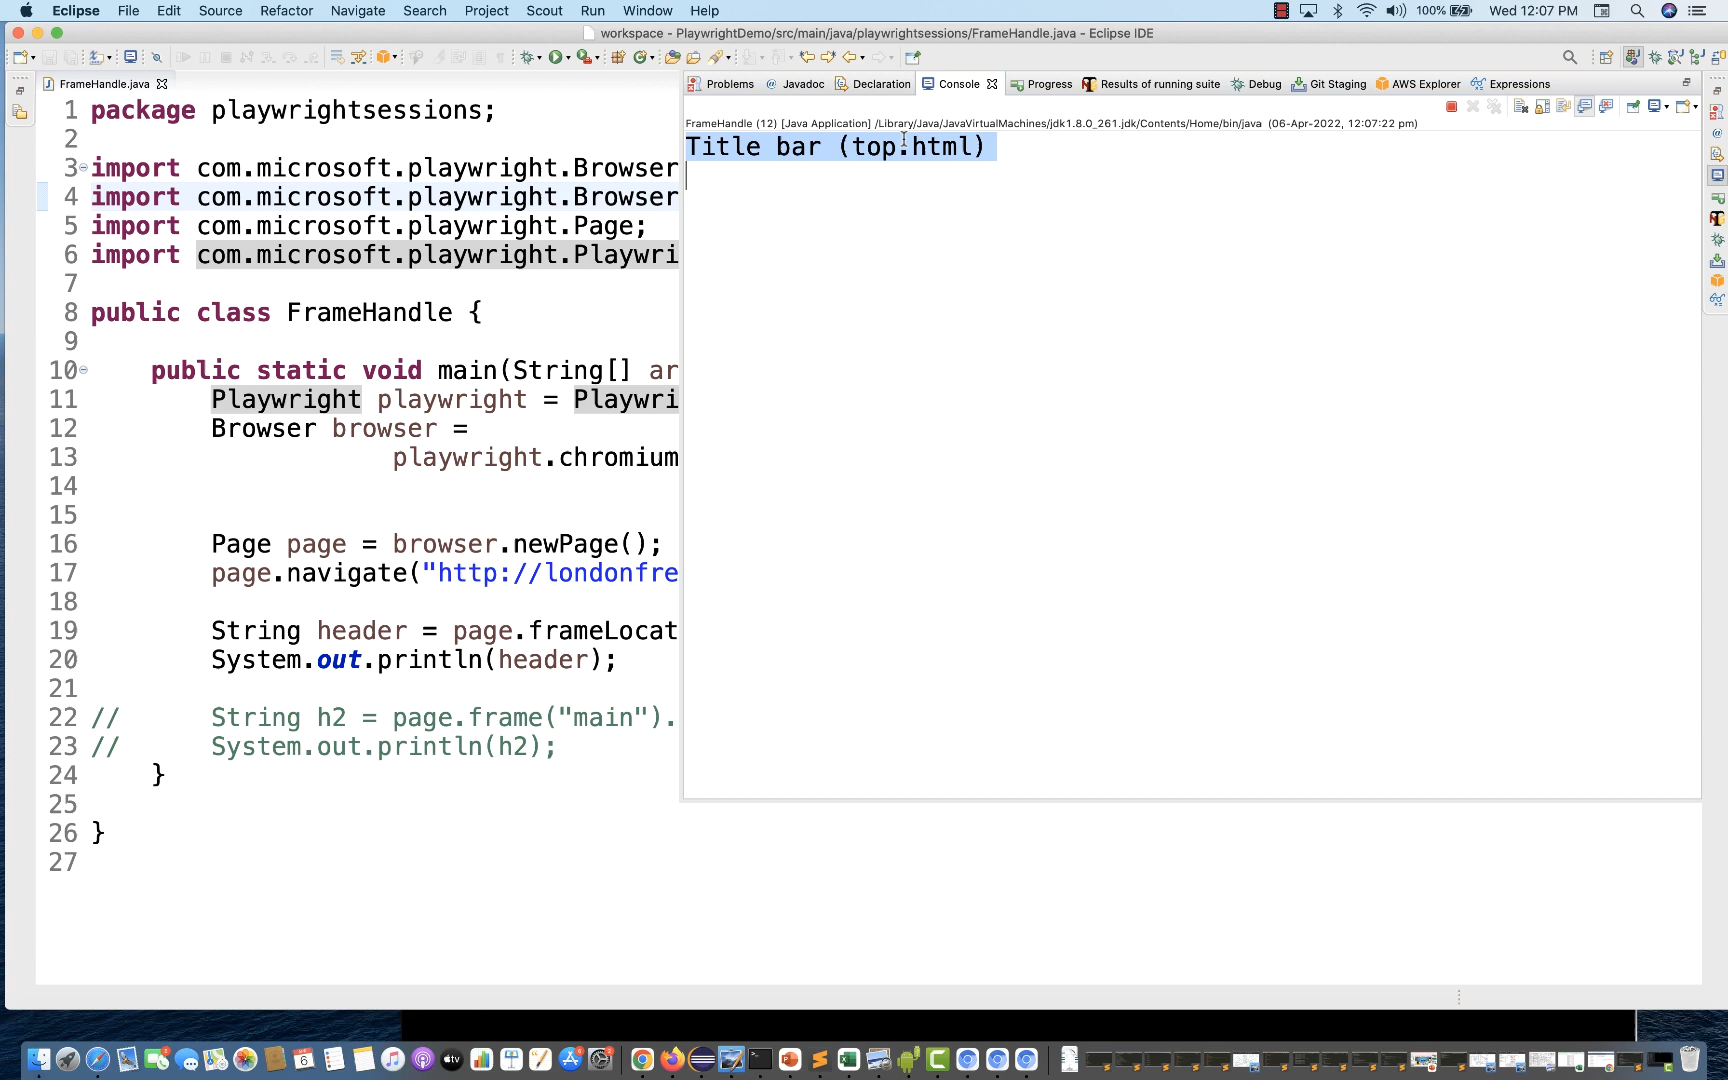 Eclipse File Edit Source Refactor Navigate Search Project Scout Run Window Help 100% Wed 12:07 PM
workspace - PlaywrightDemo/src/main/java/playwrightsessions/FrameHandle.java - Eclipse IDE
FrameHandle.java
Problems @ Javadoc Declaration Console Progress Results of running suite Debug Git Staging AWS Explorer Expressions
FrameHandle (12) [Java Application] /Library/Java/JavaVirtualMachines/jdk1.8.0_261.jdk/Contents/Home/bin/java (06-Apr-2022, 12:07:22 pm)
Title bar (top.html)
1 package playwrightsessions;
2
3 import com.microsoft.playwright.Browser
4 import com.microsoft.playwright.Browser
5 import com.microsoft.playwright.Page;
6 import com.microsoft.playwright.Playwri
7
8 public class FrameHandle {
9
10 public static void main(String[] ar
11 Playwright playwright = Playwri
12 Browser browser =
13 playwright.chromium
14
15
16 Page page = browser.newPage();
17 page.navigate("http://londonfre
18
19 String header = page.frameLocat
20 System.out.println(header);
21
22 // String h2 = page.frame("main").
23 // System.out.println(h2);
24 }
25
26 }
27